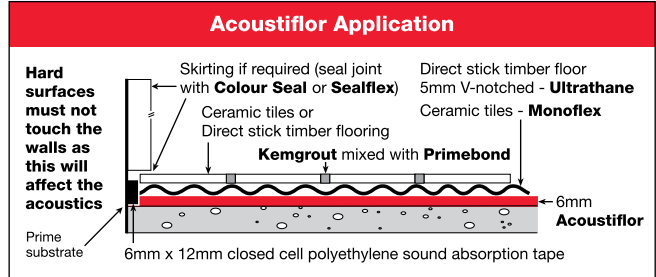 Acoustiflor Application
Hard
surfaces
must not
touch the
walls as
this will
affect the
acoustics
Skirting if required (seal joint
with Colour Seal or Sealflex)
Ceramic tiles or
Direct stick timber flooring
Kemgrout mixed with Primebond
Direct stick timber floor
5mm V-notched - Ultrathane
Ceramic tiles - Monoflex
6mm
Acoustiflor
Prime
substrate
6mm x 12mm closed cell polyethylene sound absorption tape